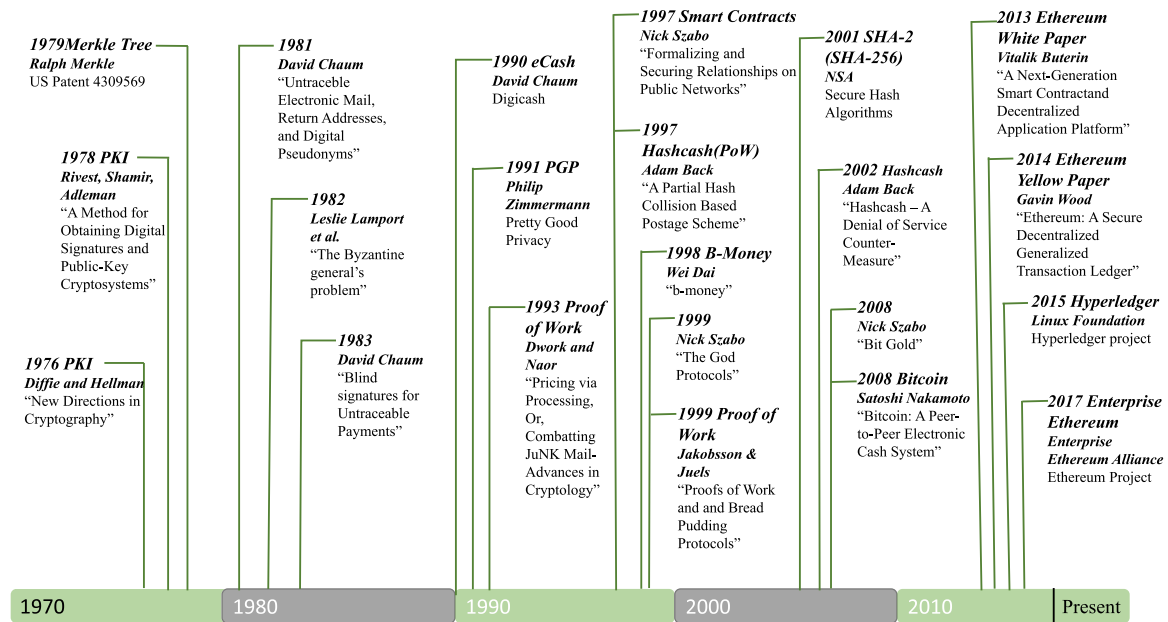 1979Merkle Tree
Ralph Merkle
US Patent 4309569
1978 PKI
Rivest, Shamir,
Adleman
“A Method for
Obtaining Digital
Signatures and
Public-Key
Cryptosystems”
1976 PKI
Diffie and Hellman
“New Directions in
Cryptography”
1981
David Chaum
“Untraceble
Electronic Mail,
Return Addresses,
and Digital
Pseudonyms”
1982
Leslie Lamport
et al.
“The Byzantine
general’s
problem”
1983
David Chaum
“Blind
signatures for
Untraceable
Payments”
1990 eCash
David Chaum
Digicash
1991 PGP
Philip
Zimmermann
Pretty Good
Privacy
1993 Proof
of Work
Dwork and
Naor
“Pricing via
Processing,
Or,
Combatting
JuNK Mail-
Advances in
Cryptology”
1997 Smart Contracts
Nick Szabo
“Formalizing and
Securing Relationships on
Public Networks”
1997
Hashcash(PoW)
Adam Back
“A Partial Hash
Collision Based
Postage Scheme”
1998 B-Money
Wei Dai
“b-money”
1999
Nick Szabo
“The God
Protocols”
1999 Proof of
Work
Jakobsson &
Juels
“Proofs of Work
and and Bread
Pudding
Protocols”
2001 SHA-2
(SHA-256)
NSA
Secure Hash
Algorithms
2002 Hashcash
Adam Back
“Hashcash – A
Denial of Service
Counter-
Measure”
2008
Nick Szabo
“Bit Gold”
2008 Bitcoin
Satoshi Nakamoto
“Bitcoin: A Peer-
to-Peer Electronic
Cash System”
2013 Ethereum
White Paper
Vitalik Buterin
“A Next-Generation
Smart Contractand
Decentralized
Application Platform”
2014 Ethereum
Yellow Paper
Gavin Wood
“Ethereum: A Secure
Decentralized
Generalized
Transaction Ledger”
2015 Hyperledger
Linux Foundation
Hyperledger project
2017 Enterprise
Ethereum
Enterprise
Ethereum Alliance
Ethereum Project
1970
1980
1990
2000
2010
Present